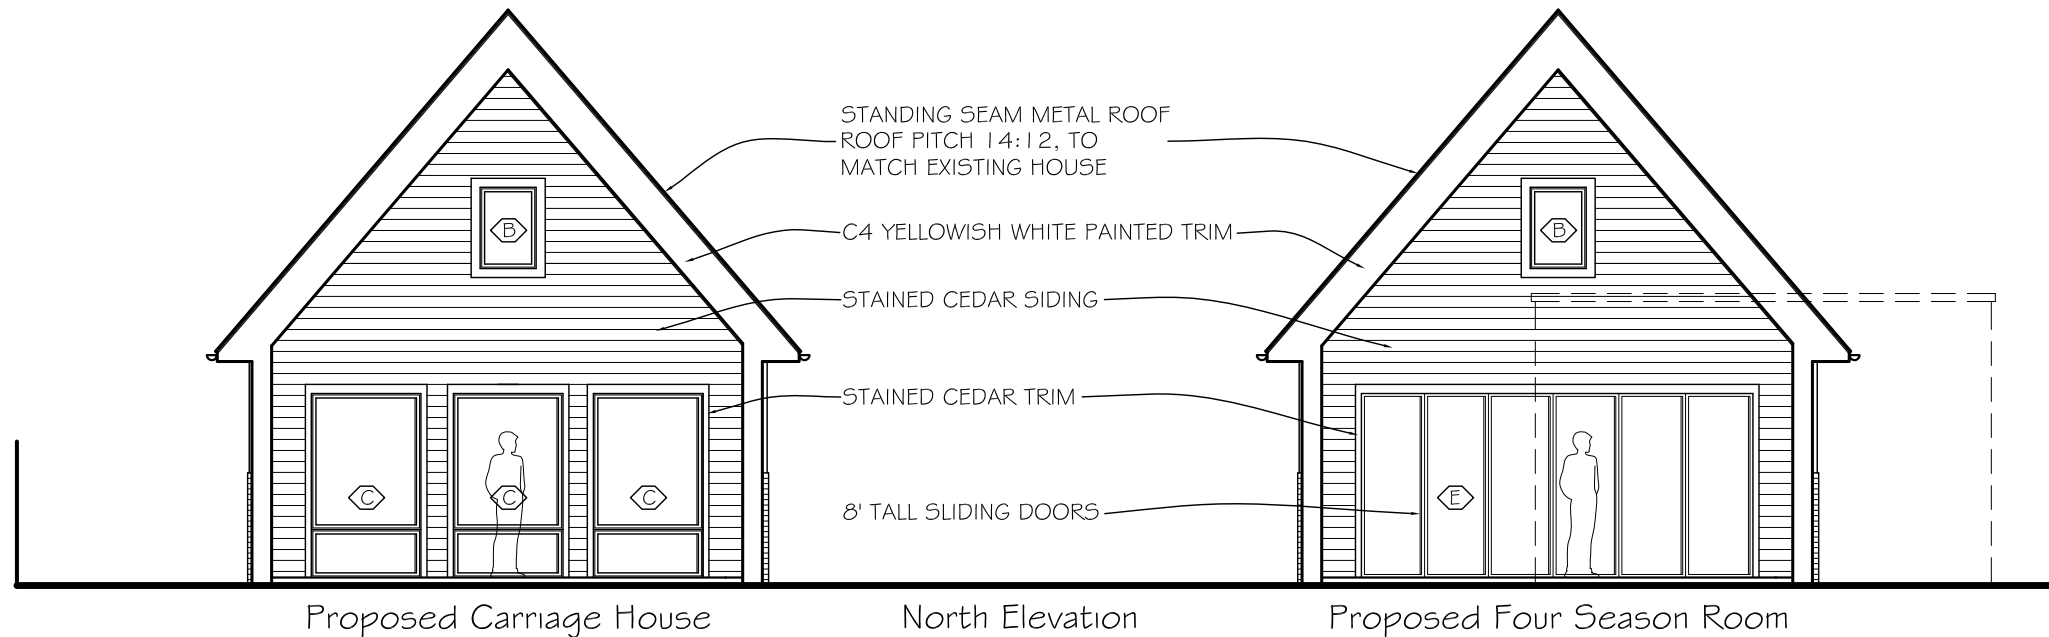 STANDING SEAM METAL ROOF
ROOF PITCH 14:12, TO
MATCH EXISTING HOUSE
B
B
C4 YELLOWISH WHITE PAINTED TRIM
STAINED CEDAR SIDING
STAINED CEDAR TRIM
C
C
C
E
8' TALL SLIDING DOORS
Proposed Carriage House
North Elevation
Proposed Four Season Room